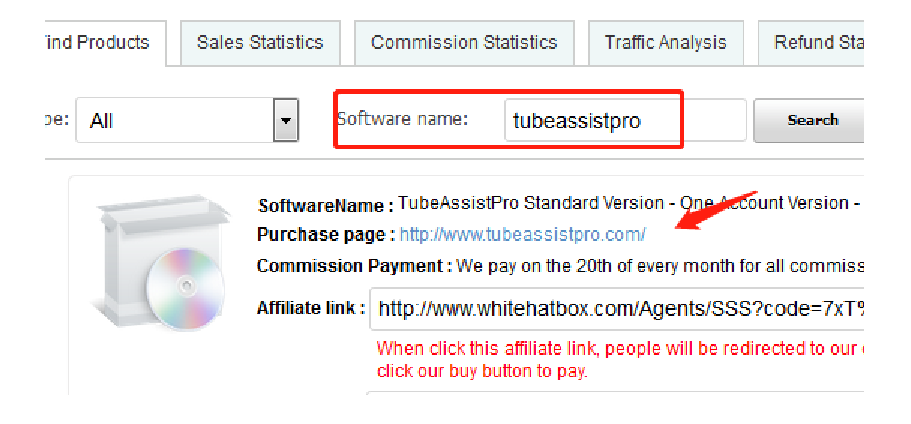 ind Products Sales Statistics Commission Statistics Traffic Analysis Refund Sta
pe: All Software name: tubeassistpro Search
SoftwareName : TubeAssistPro Standard Version - One Account Version -
Purchase page : http://www.tubeassistpro.com/
Commission Payment : We pay on the 20th of every month for all commiss
Affiliate link : http://www.whitehatbox.com/Agents/SSS?code=7xT%
When click this affiliate link, people will be redirected to our
click our buy button to pay.